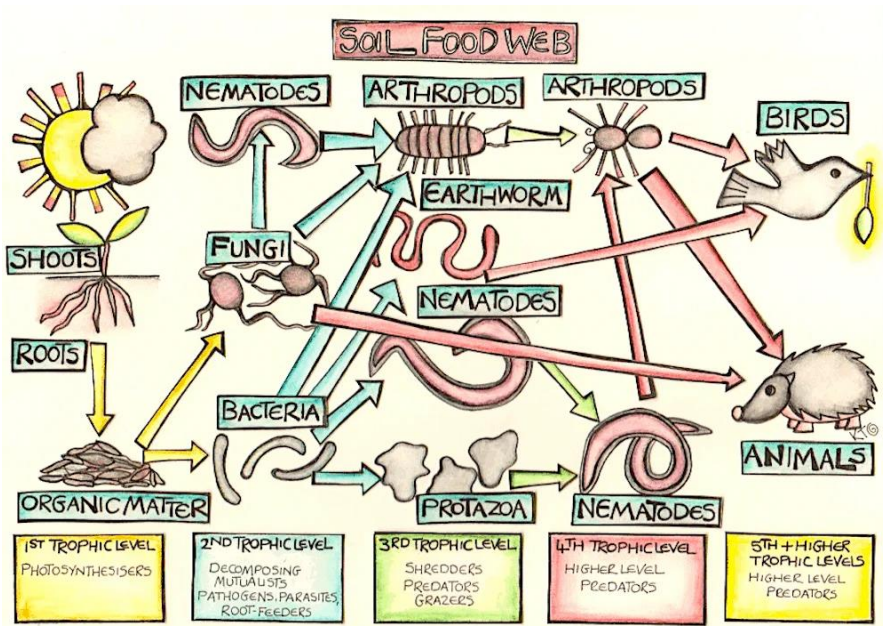 SOIL FOOD WEB
NEMATODES
ARTHROPODS
ARTHROPODS
BIRDS
EARTHWORM
SHOOTS
FUNGI
NEMATODES
ROOTS
BACTERIA
ANIMALS
ORGANIC MATTER
PROTAZOA
NEMATODES
1ST TROPHIC LEVEL
PHOTOSYNTHESISERS
2ND TROPHIC LEVEL
DECOMPOSING
MUTUALISTS
PATHOGENS, PARASITES,
ROOT-FEEDERS
3RD TROPHIC LEVEL
SHREDDERS
PREDATORS
GRAZERS
4TH TROPHIC LEVEL
HIGHER LEVEL
PREDATORS
5TH + HIGHER
TROPHIC LEVELS
HIGHER LEVEL
PREDATORS